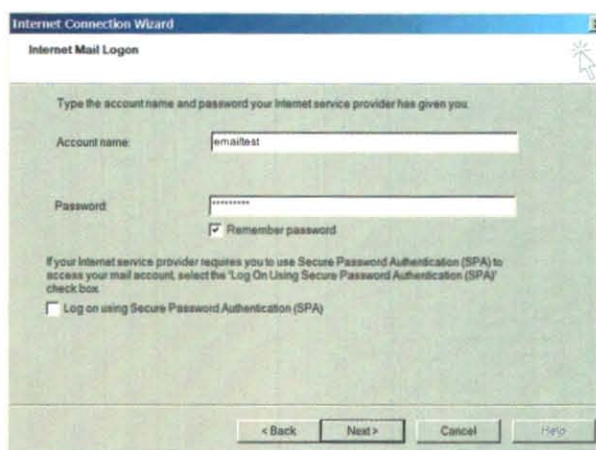 Internet Connection Wizard
Internet Mail Logon
Type the account name and password your Internet service provider has given you.
Account name: emailtest
Password: *********
Remember password
If your Internet service provider requires you to use Secure Password Authentication (SPA) to
access your mail account, select the 'Log On Using Secure Password Authentication (SPA)'
check box.
Log on using Secure Password Authentication (SPA)
< Back Next > Cancel Help